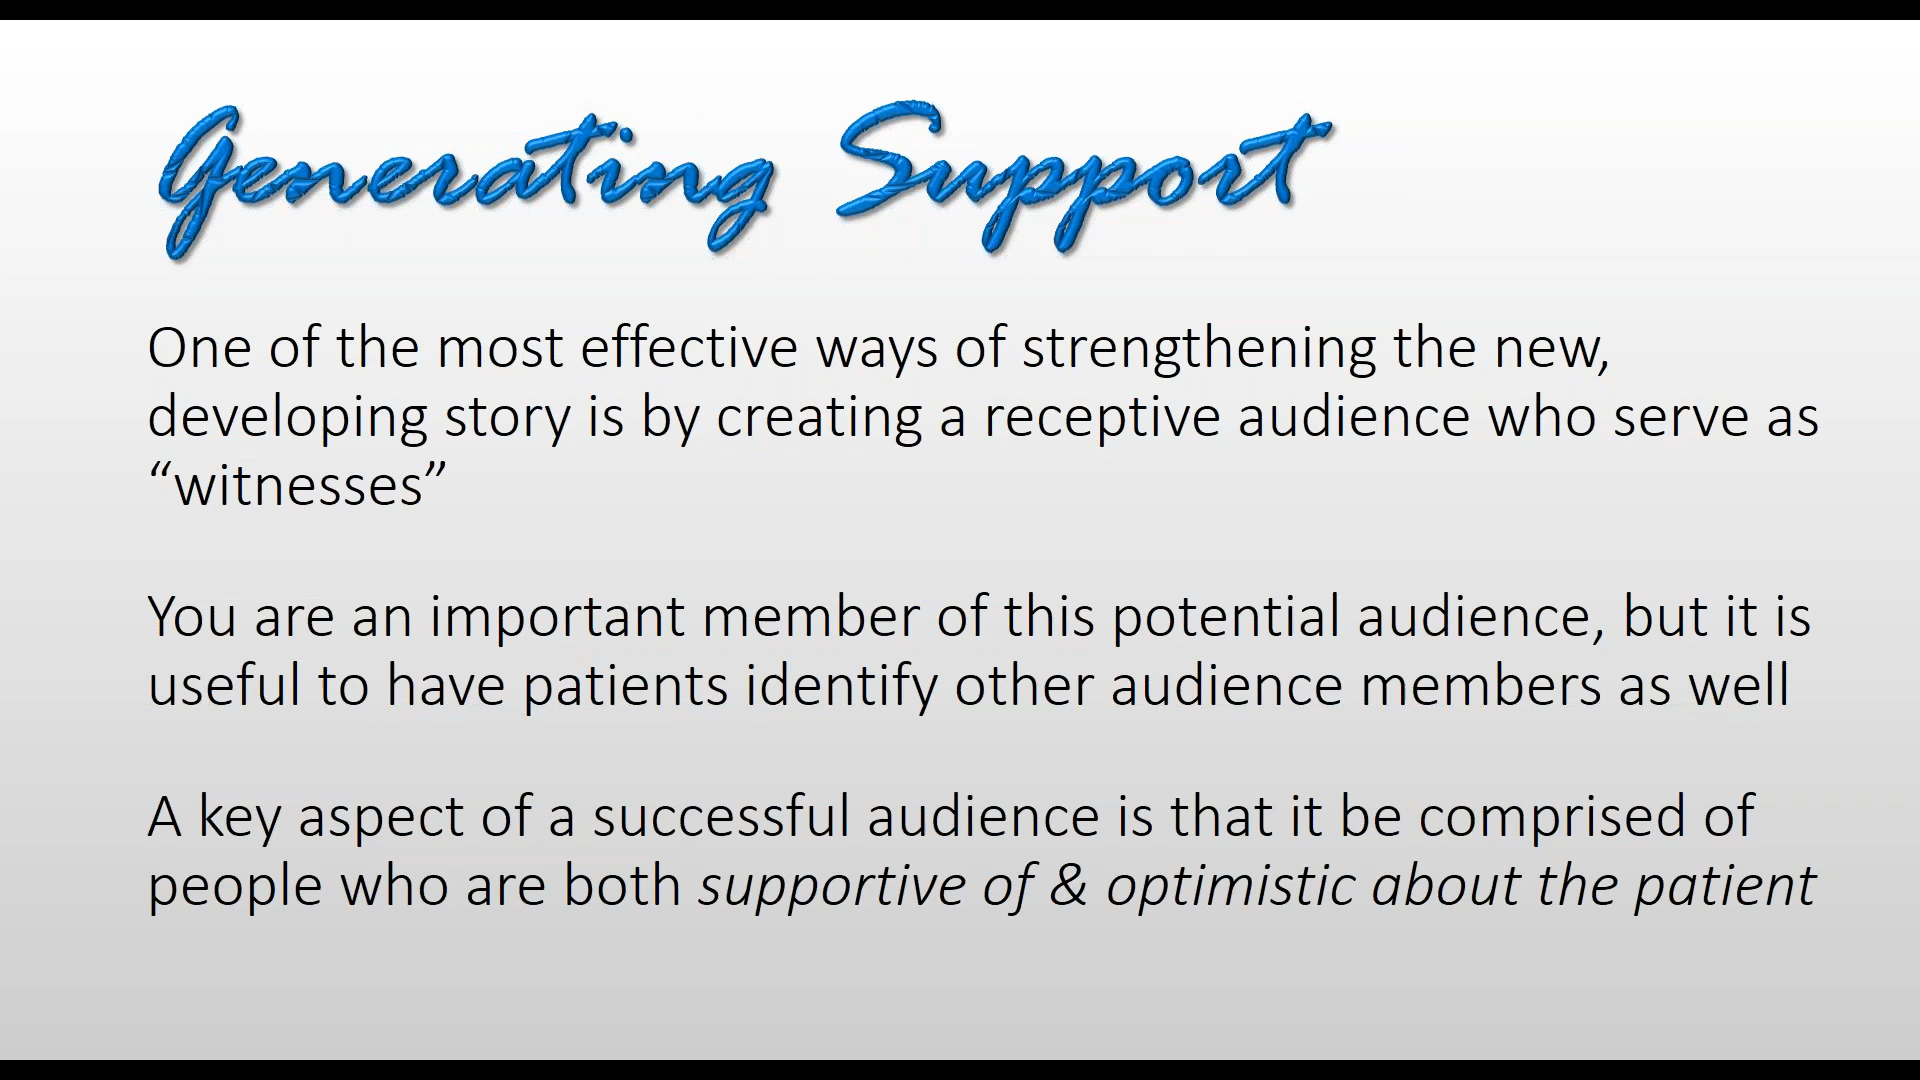 Generating Support
One of the most effective ways of strengthening the new,
developing story is by creating a receptive audience who serve as
“witnesses”
You are an important member of this potential audience, but it is
useful to have patients identify other audience members as well
A key aspect of a successful audience is that it be comprised of
people who are both supportive of & optimistic about the patient